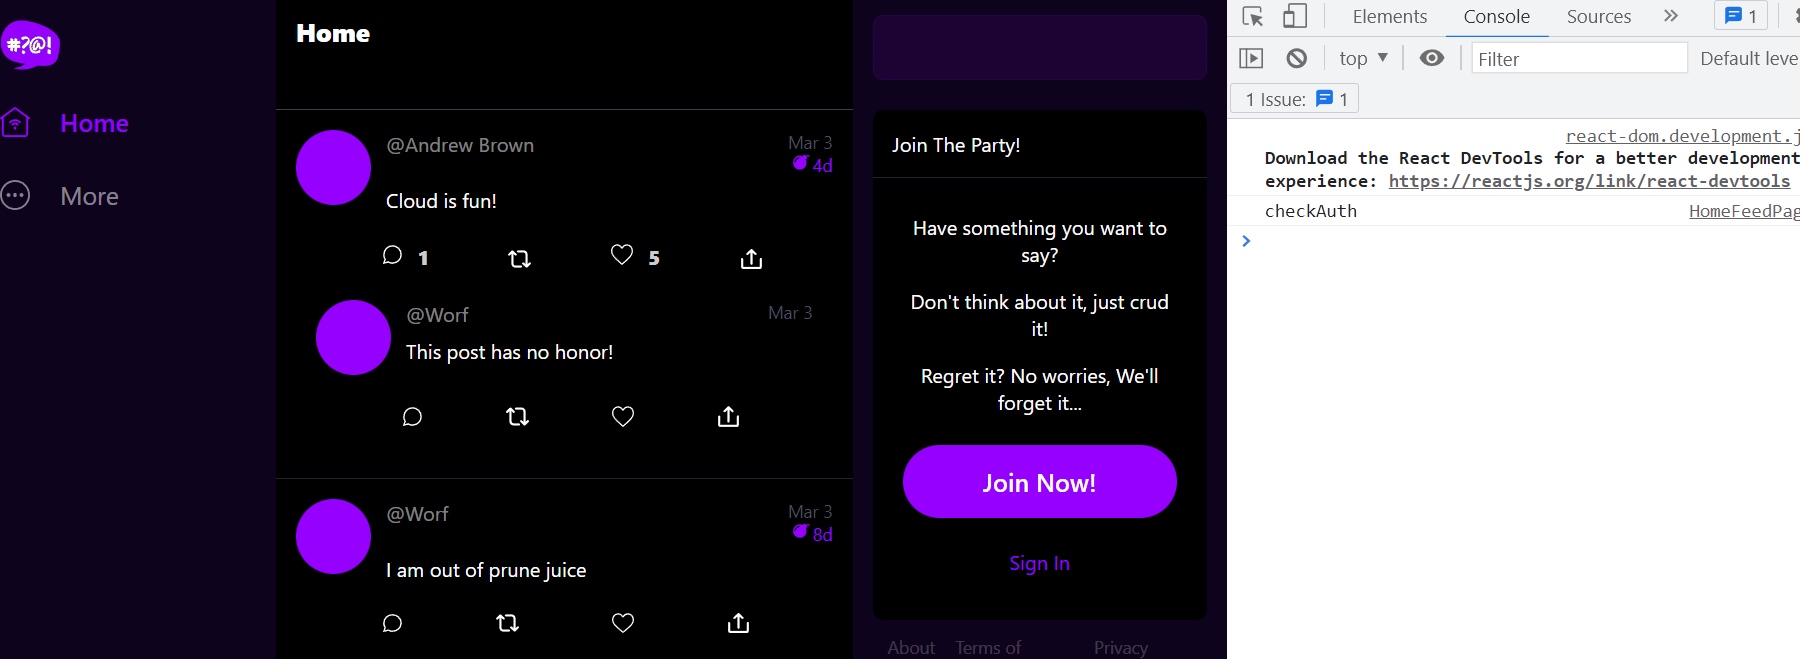 #?@!
Home
More
Home
@Andrew Brown
Mar 3
4d
Cloud is fun!
1
5
@Worf
Mar 3
This post has no honor!
@Worf
Mar 3
8d
I am out of prune juice
Join The Party!
Have something you want to
say?
Don't think about it, just crud
it!
Regret it? No worries, We'll
forget it...
Join Now!
Sign In
About Terms of Privacy
Elements Console Sources 1
top Filter Default leve
1 Issue: 1
react-dom.development.j
Download the React DevTools for a better development
experience: https://reactjs.org/link/react-devtools
checkAuth HomeFeedPag